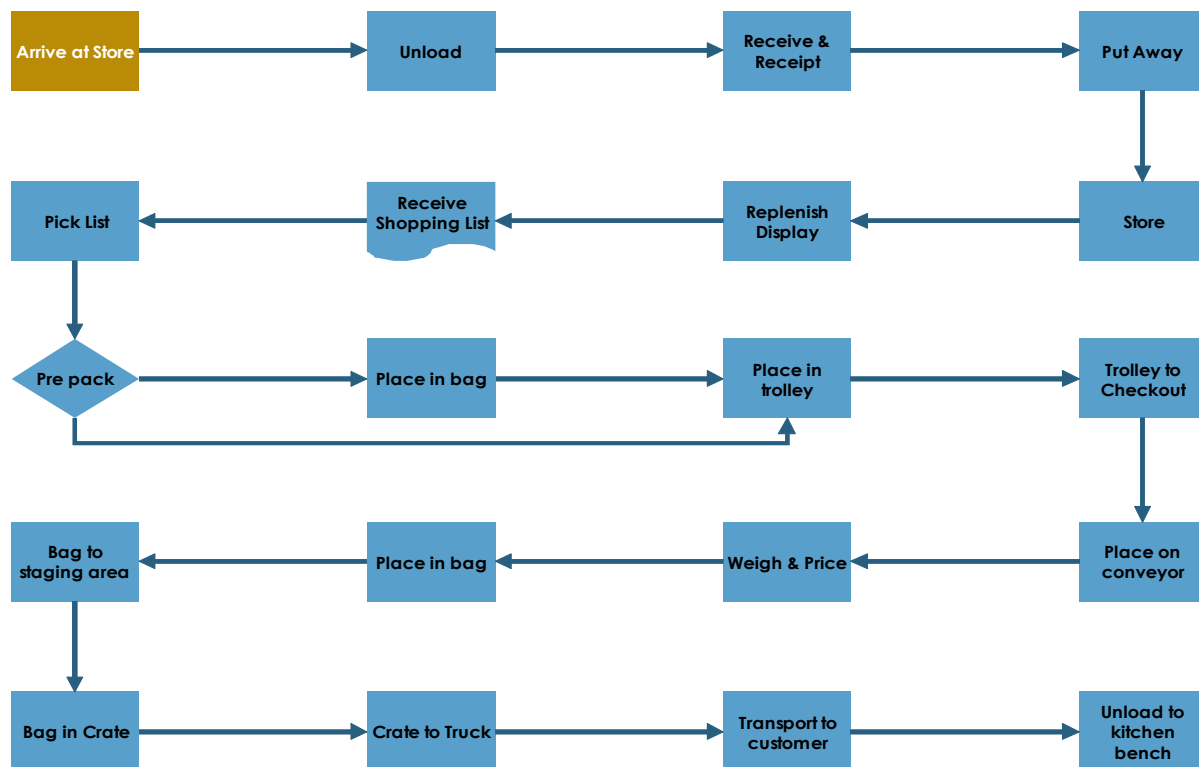 Arrive at Store
Unload
Receive &
Receipt
Put Away
Pick List
Receive
Shopping List
Replenish
Display
Store
Pre pack
Place in bag
Place in
trolley
Trolley to
Checkout
Bag to
staging area
Place in bag
Weigh & Price
Place on
conveyor
Bag in Crate
Crate to Truck
Transport to
customer
Unload to
kitchen
bench